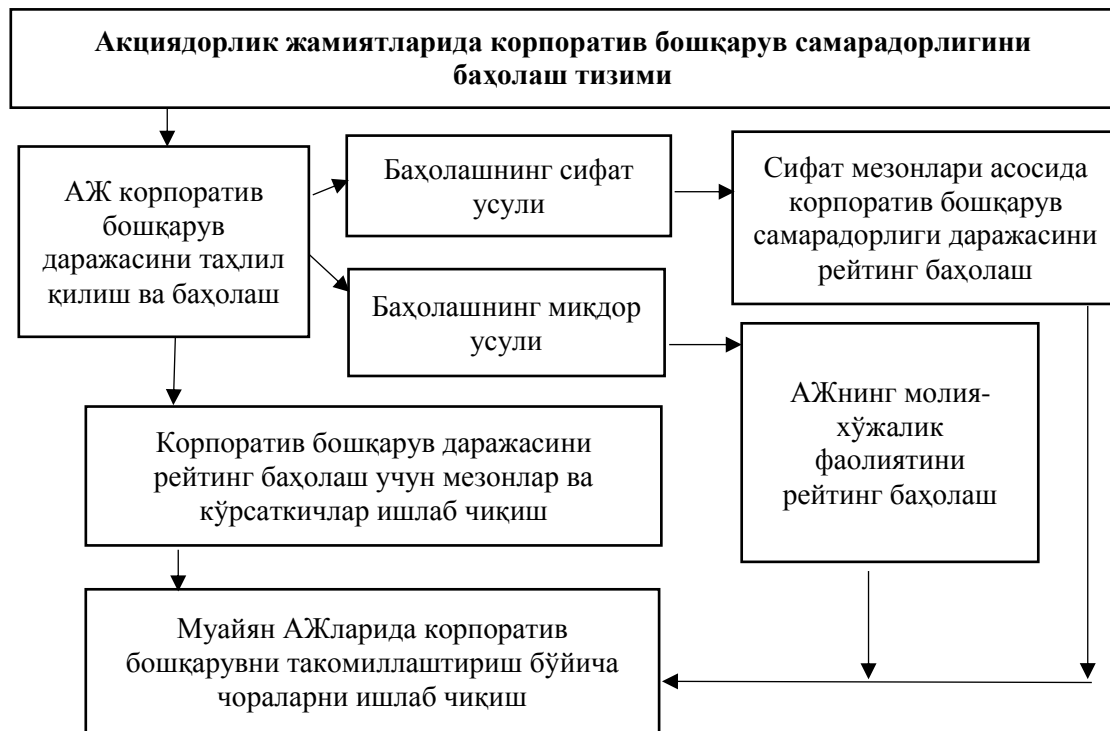 Акциядорлик жамиятларида корпоратив бошқарув самарадорлигини
баҳолаш тизими
АЖ корпоратив
бошқарув
даражасини таҳлил
қилиш ва баҳолаш
Баҳолашнинг сифат
усули
Сифат мезонлари асосида
корпоратив бошқарув
самарадорлиги даражасини
рейтинг баҳолаш
Баҳолашнинг миқдор
усули
АЖнинг молия-
хўжалик
фаолиятини
рейтинг баҳолаш
Корпоратив бошқарув даражасини
рейтинг баҳолаш учун мезонлар ва
кўрсаткичлар ишлаб чиқиш
Муайян АЖларида корпоратив
бошқарувни такомиллаштириш бўйича
чораларни ишлаб чиқиш